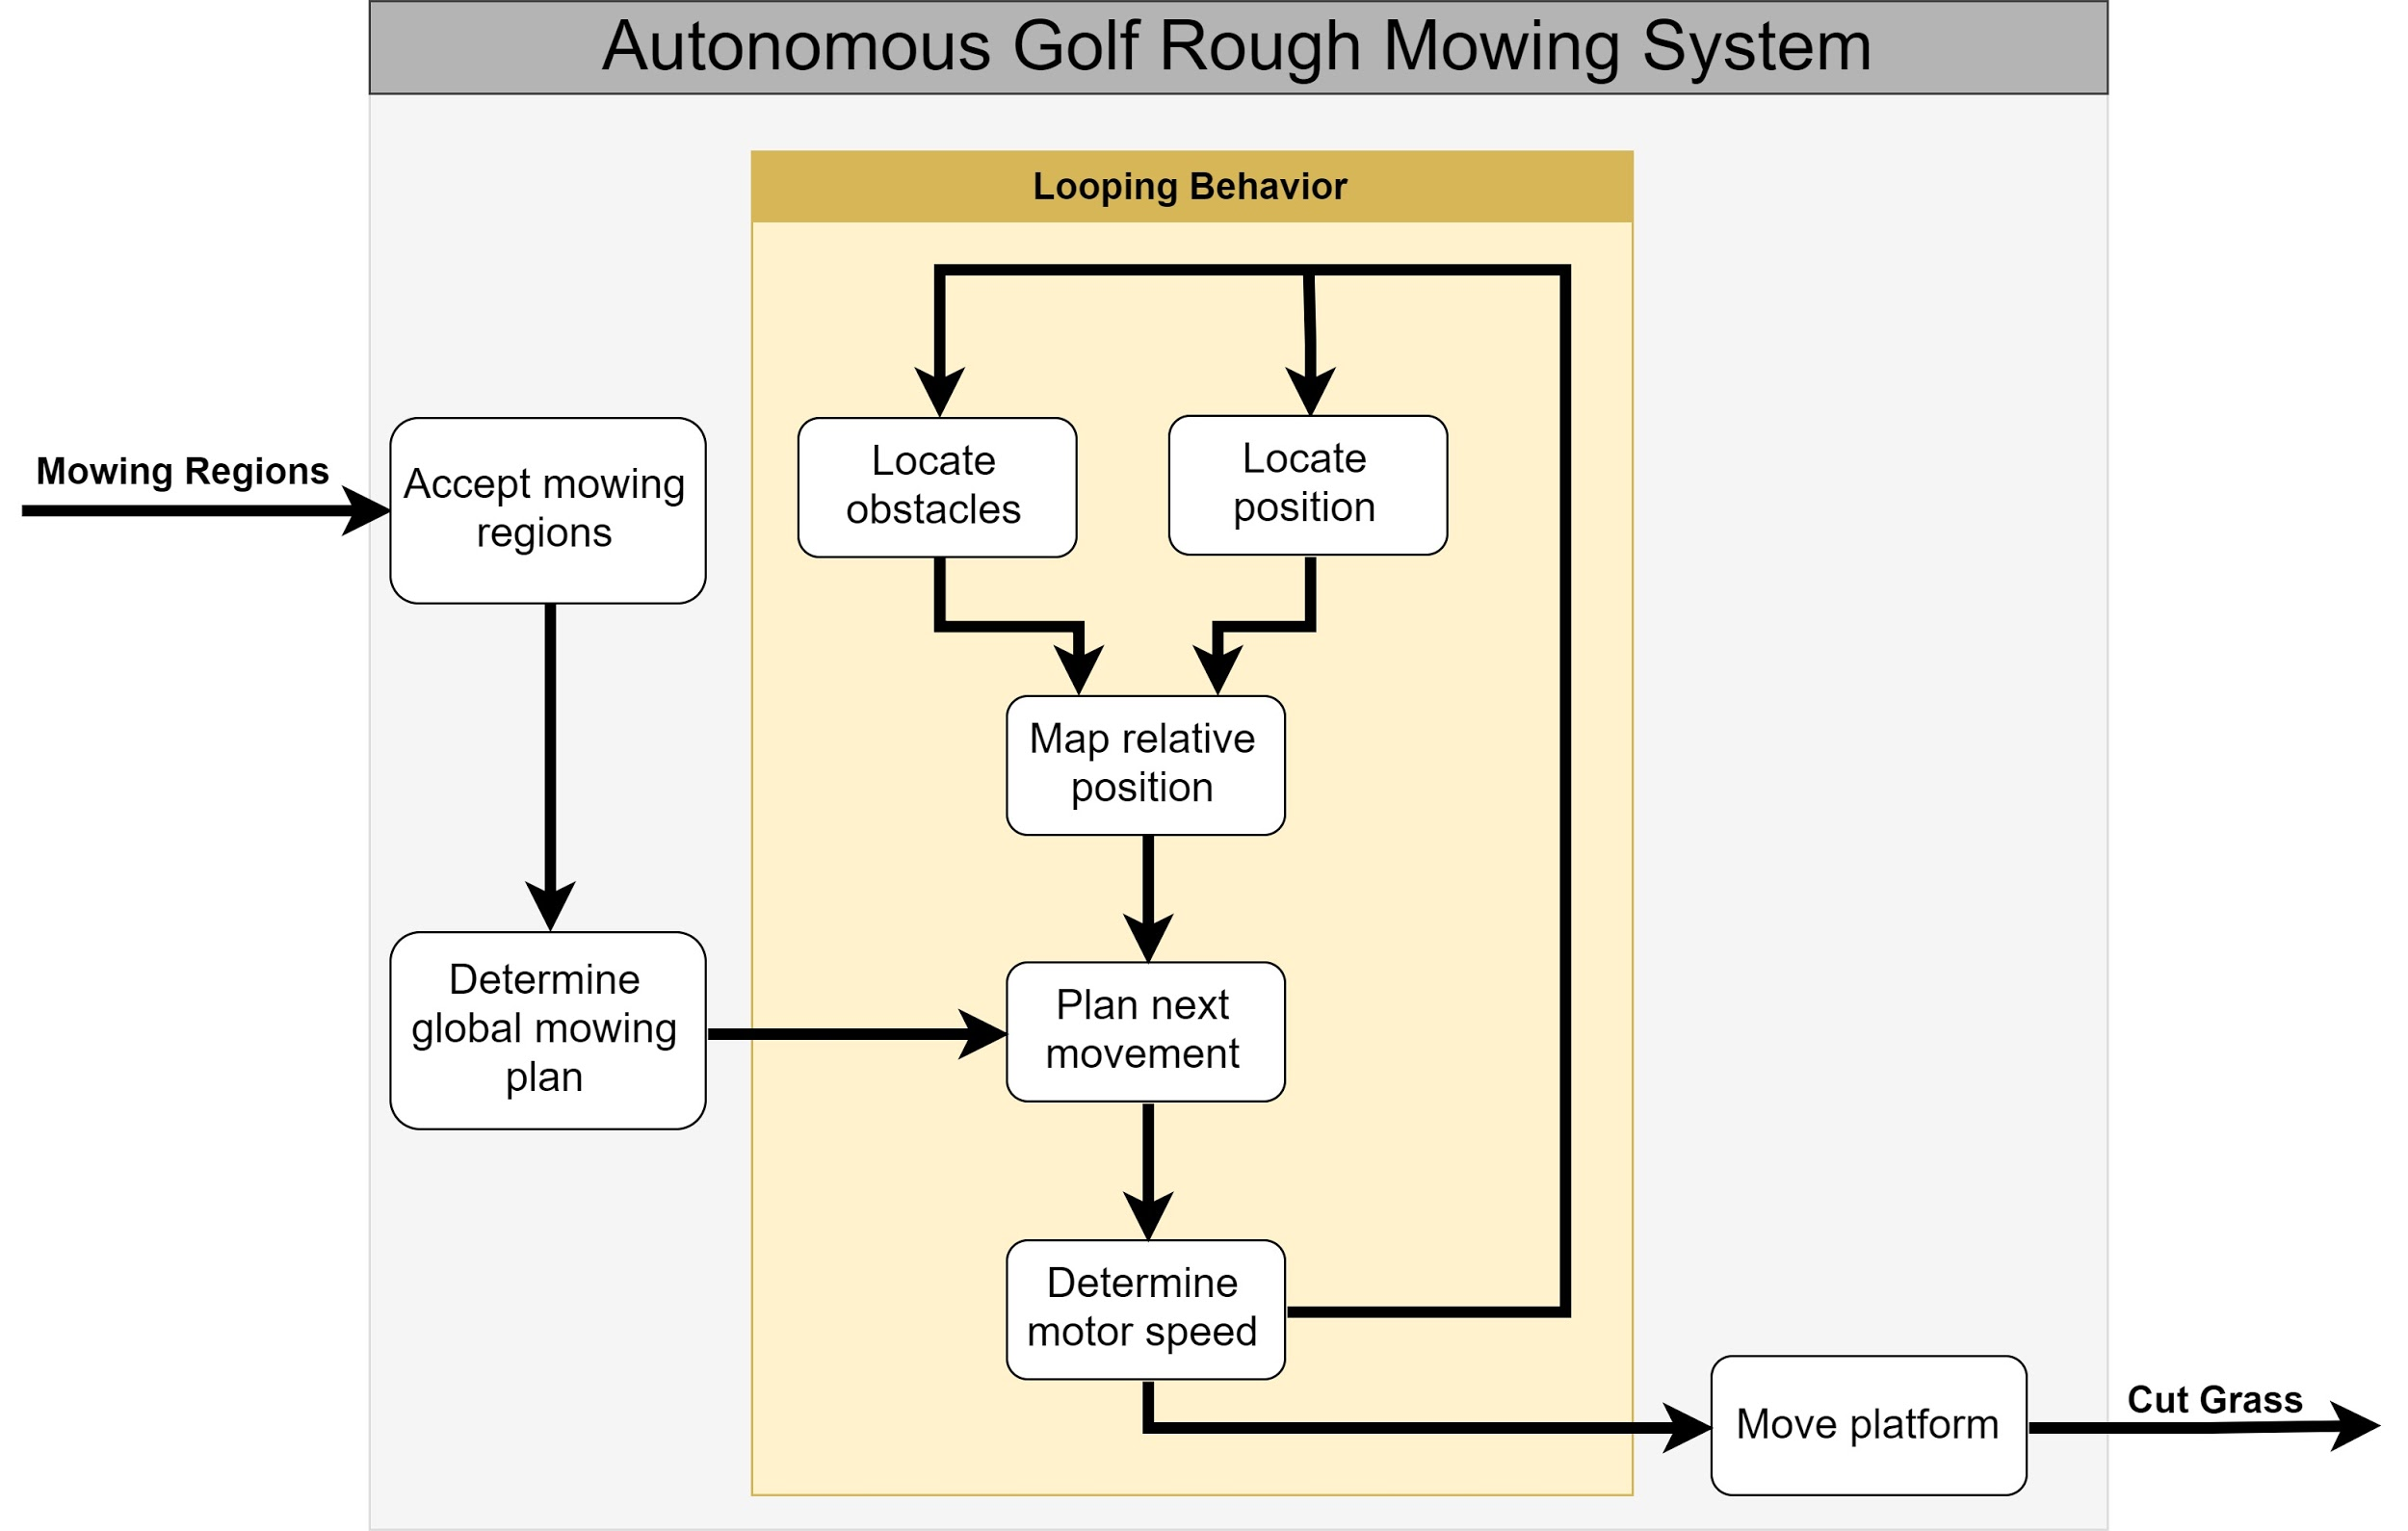 Autonomous Golf Rough Mowing System
Looping Behavior
Mowing Regions
Accept mowing
regions
Locate
obstacles
Locate
position
Map relative
position
Determine
global mowing
plan
Plan next
movement
Determine
motor speed
Move platform
Cut Grass